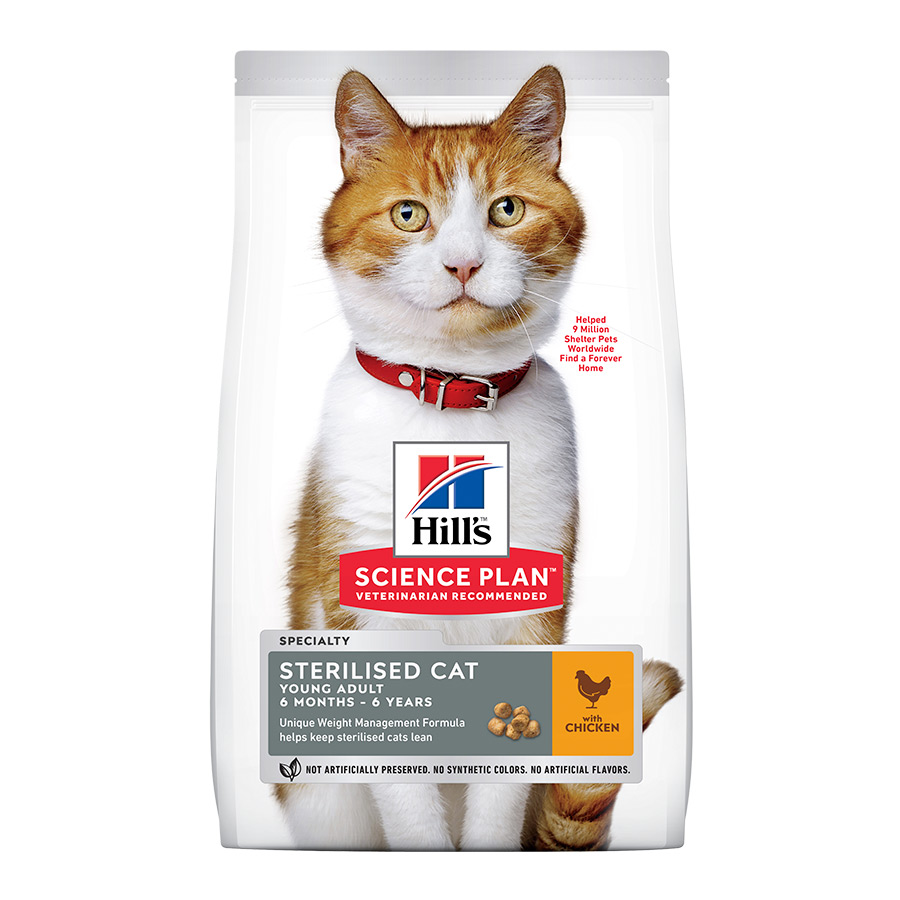 Helped
9 Million
Shelter Pets
Worldwide
Find a Forever
Home
Hill's™
SCIENCE PLAN™
VETERINARIAN RECOMMENDED
SPECIALTY
STERILISED CAT
YOUNG ADULT
6 MONTHS - 6 YEARS
Unique Weight Management Formula
helps keep sterilised cats lean
with
CHICKEN
NOT ARTIFICIALLY PRESERVED. NO SYNTHETIC COLORS. NO ARTIFICIAL FLAVORS.